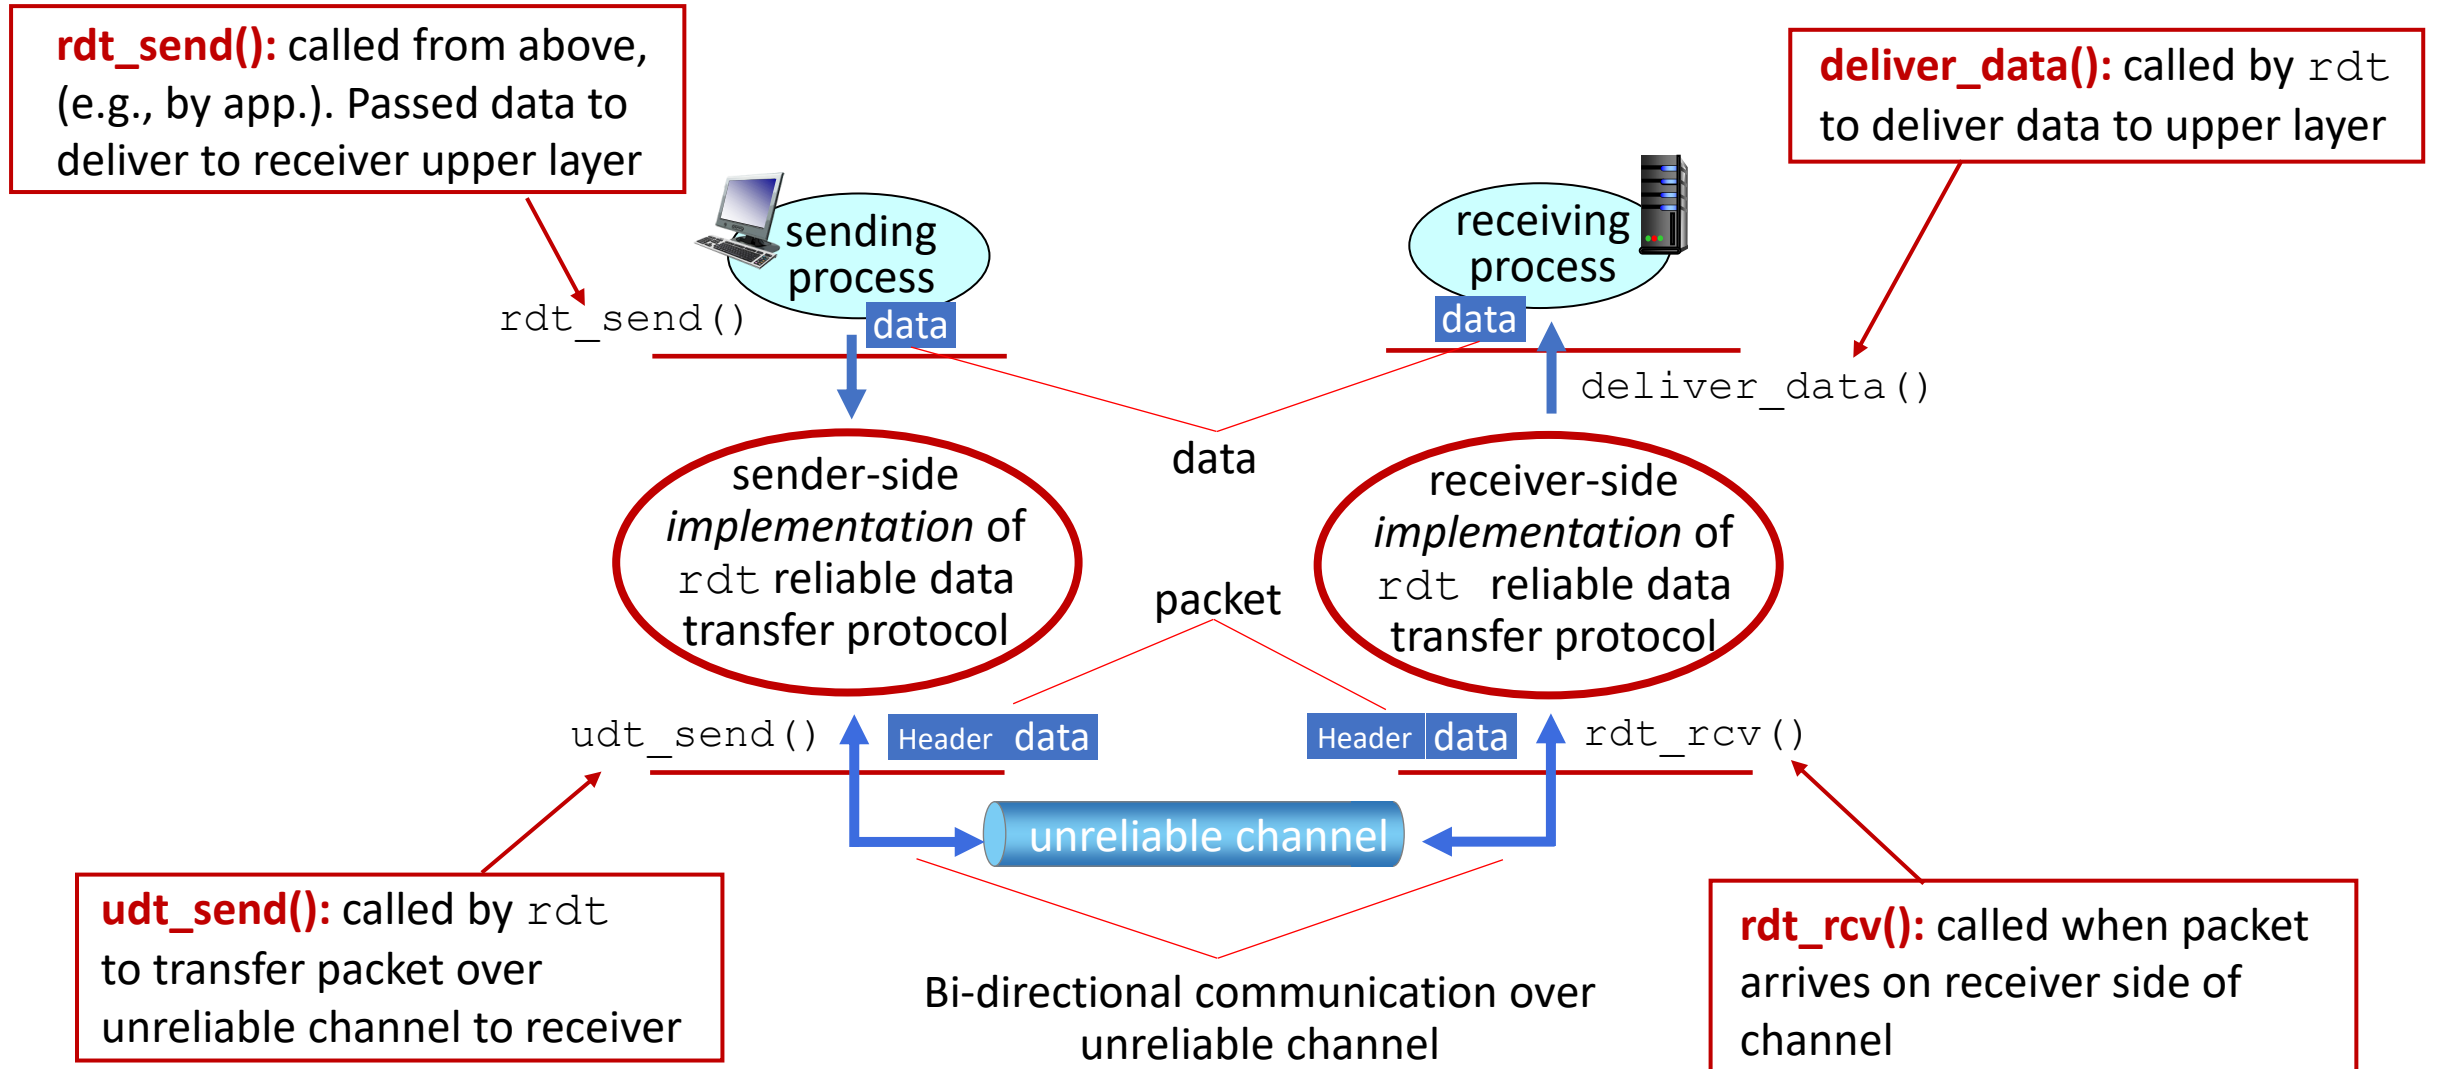 rdt_send(): called from above,
(e.g., by app.). Passed data to
deliver to receiver upper layer
deliver_data(): called by rdt
to deliver data to upper layer
sending
process
receiving
process
rdt_send()
data
data
deliver_data()
data
sender-side
implementation of
rdt reliable data
transfer protocol
receiver-side
implementation of
rdt reliable data
transfer protocol
packet
udt_send()
Header data
Header data
rdt_rcv()
unreliable channel
udt_send(): called by rdt
to transfer packet over
unreliable channel to receiver
Bi-directional communication over
unreliable channel
rdt_rcv(): called when packet
arrives on receiver side of
channel